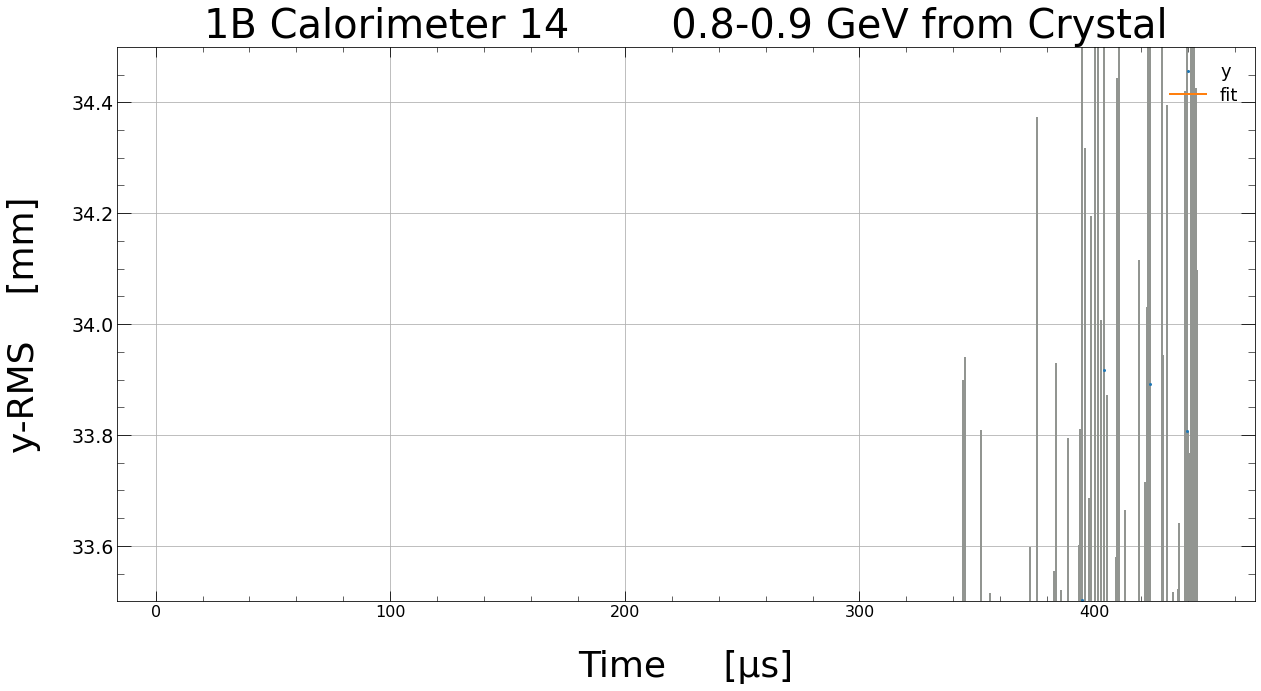 1B Calorimeter 14 0.8-0.9 GeV from Crystal
y
fit
34.4
34.2
34.0
33.8
33.6
y-RMS [mm]
0 100 200 300 400
Time [µs]